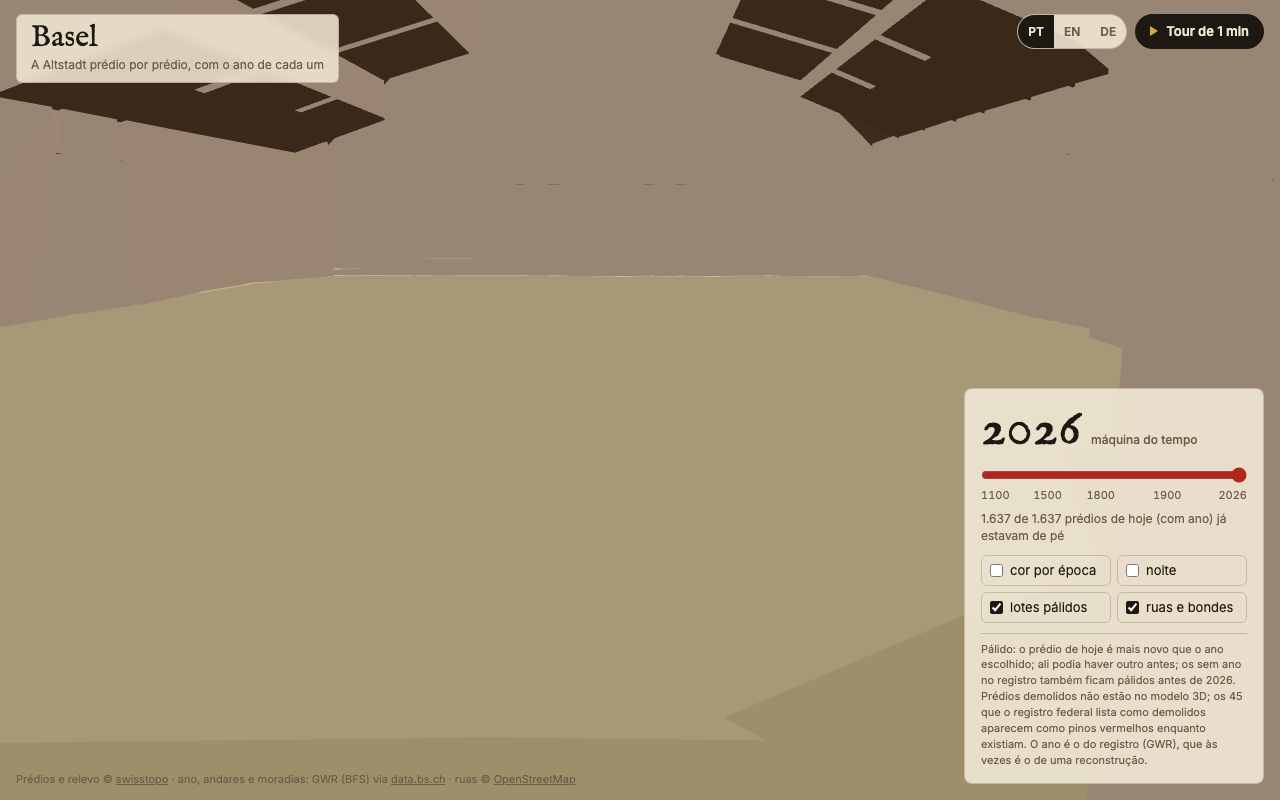 Basel
A Altstadt prédio por prédio, com o ano de cada um
PT EN DE
Tour de 1 min
2026 máquina do tempo
1100 1500 1800 1900 2026
1.637 de 1.637 prédios de hoje (com ano) já
estavam de pé
cor por época
noite
lotes pálidos
ruas e bondes
Pálido: o prédio de hoje é mais novo que o ano
escolhido; ali podia haver outro antes; os sem ano
no registro também ficam pálidos antes de 2026.
Prédios demolidos não estão no modelo 3D; os 45
que o registro federal lista como demolidos
aparecem como pinos vermelhos enquanto
existiam. O ano é o do registro (GWR), que às
vezes é o de uma reconstrução.
Prédios e relevo © swisstopo · ano, andares e moradias: GWR (BFS) via data.bs.ch · ruas © OpenStreetMap